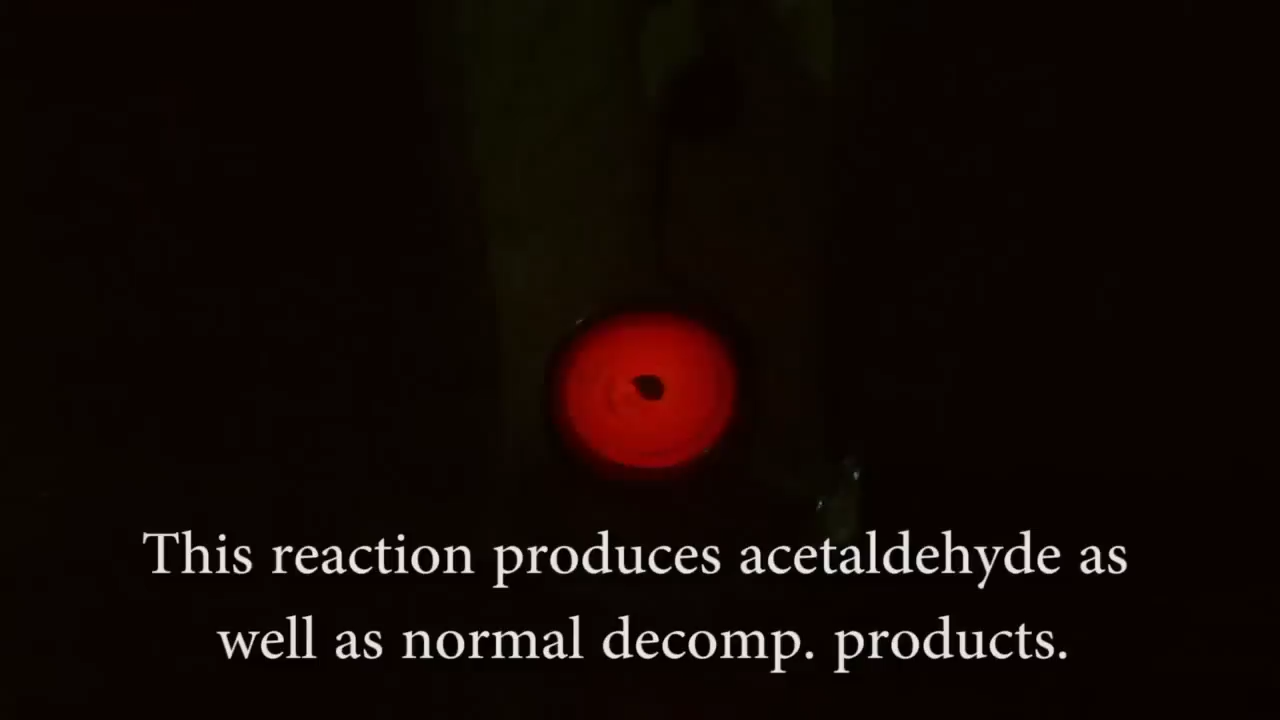 This reaction produces acetaldehyde as
well as normal decomp. products.